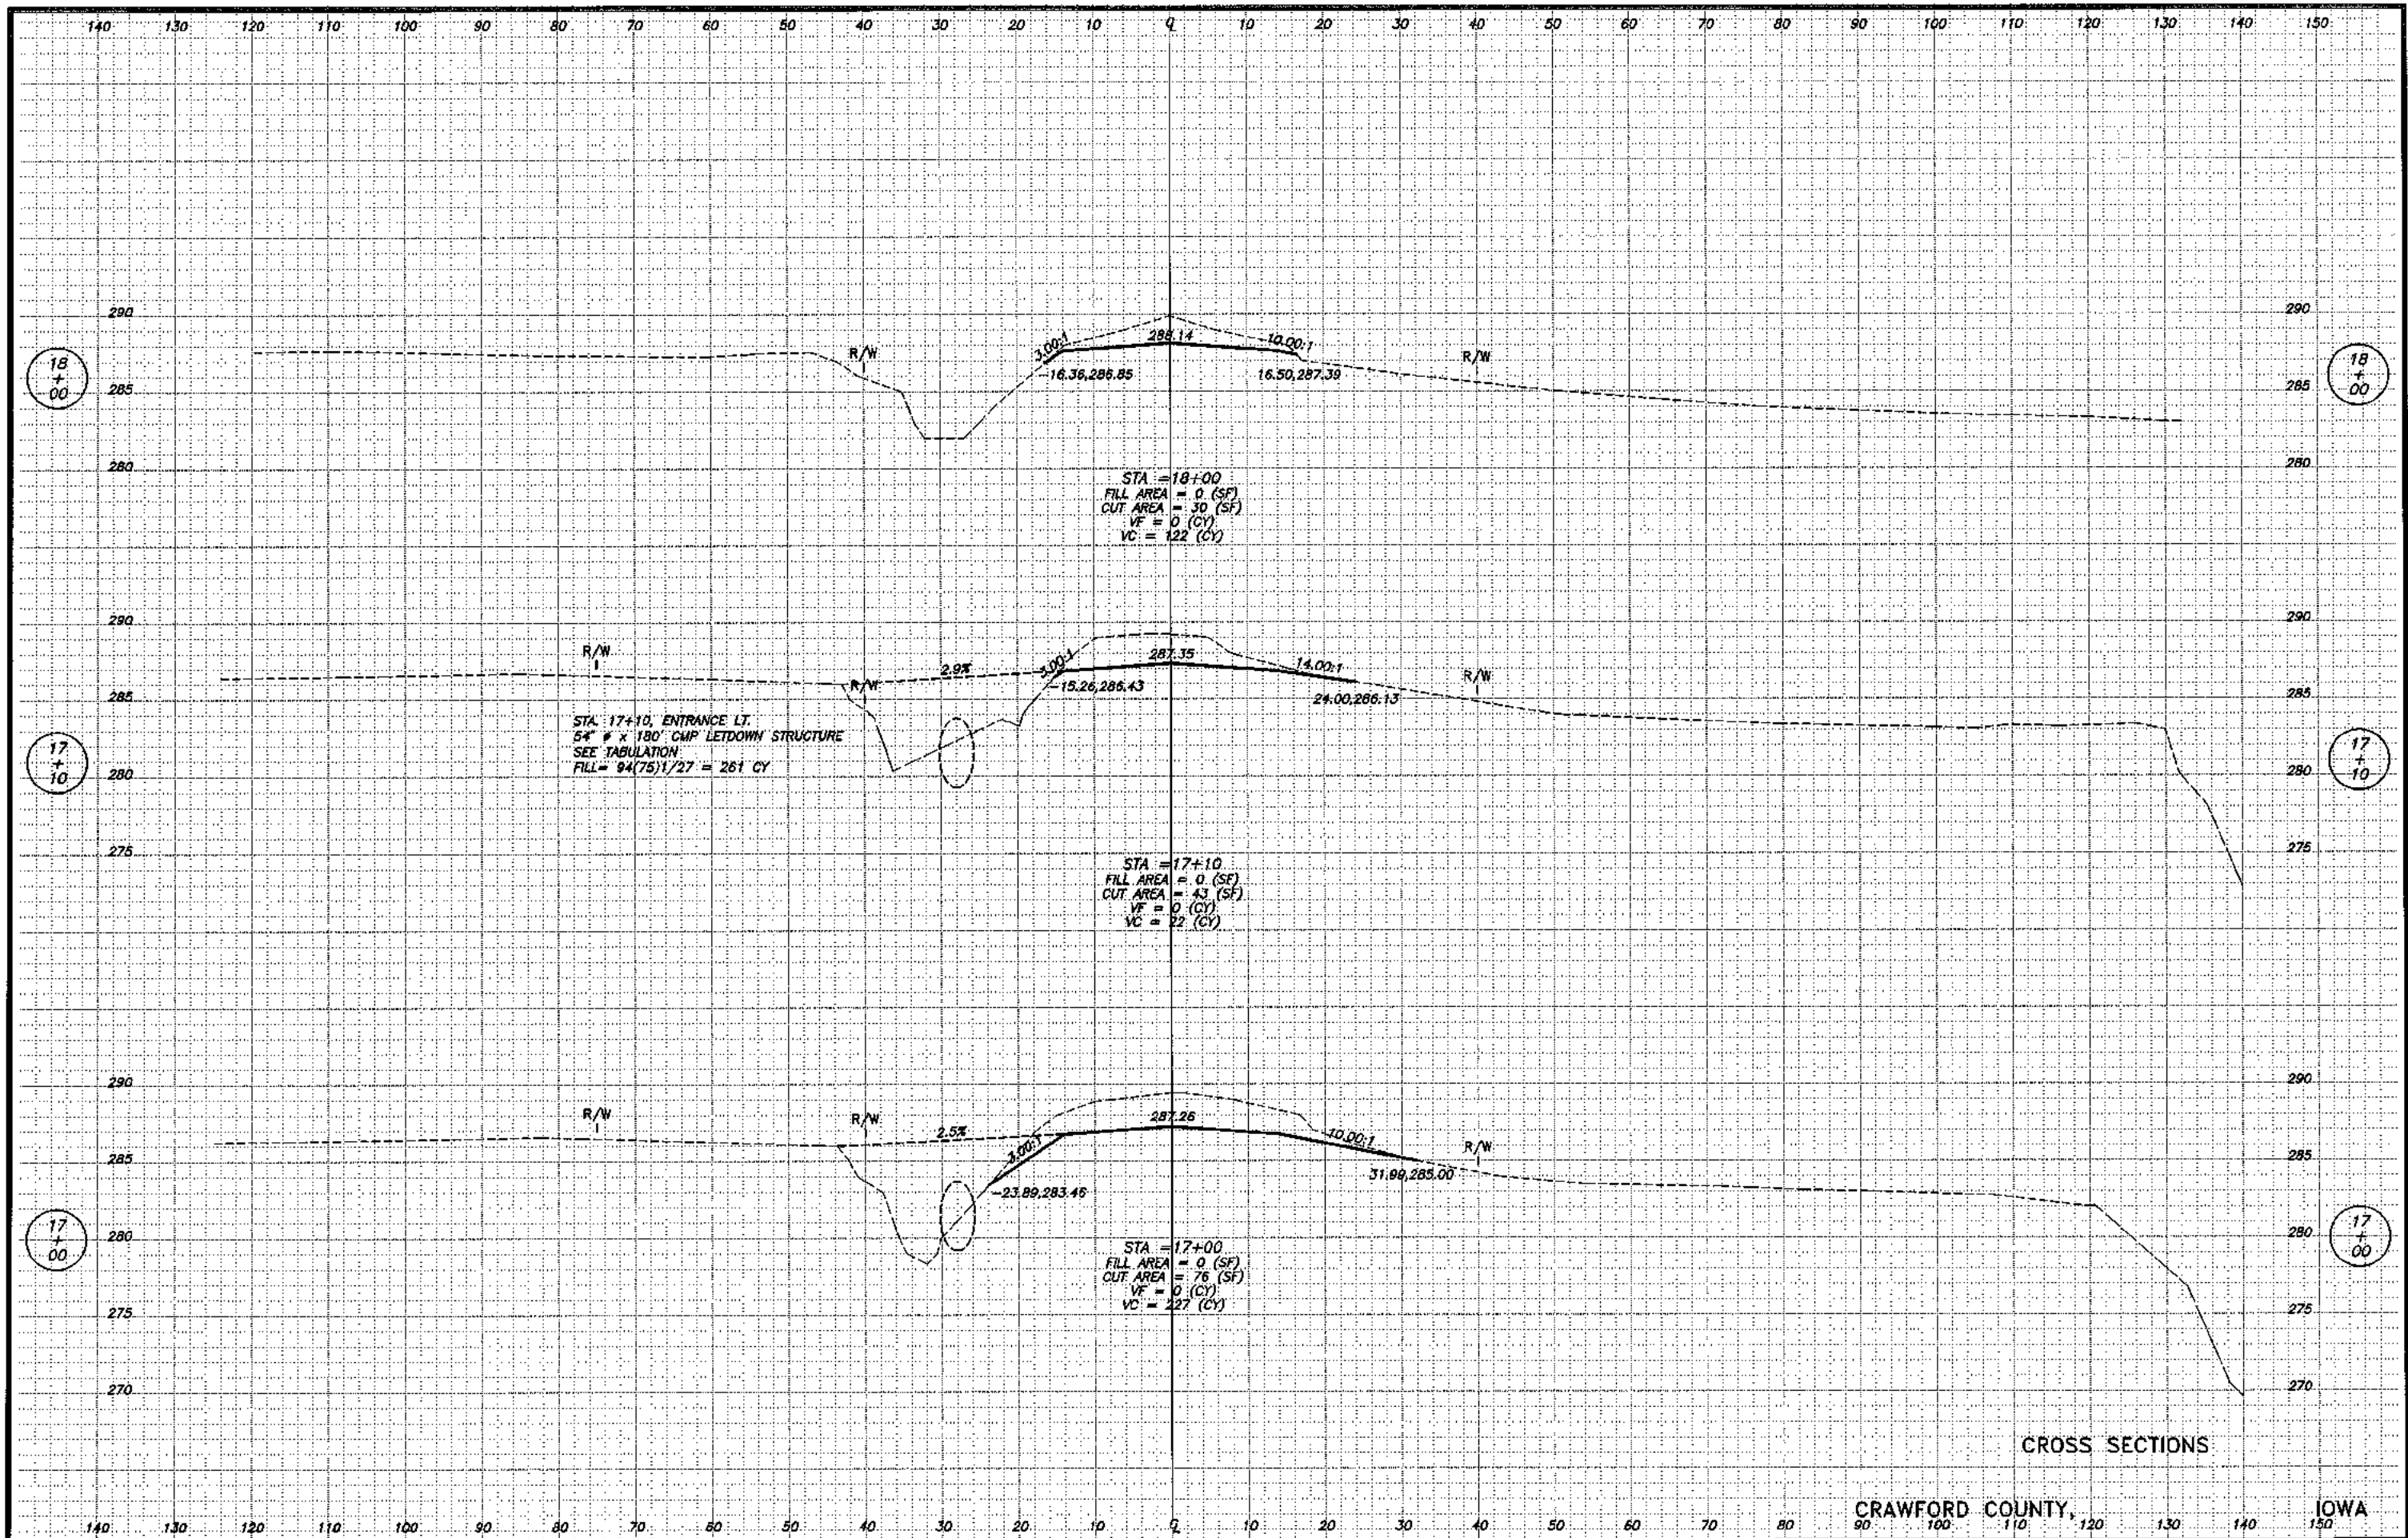 140 130 120 110 100 90 80 70 60 50 40 30 20 10 ℄ 10 20 30 40 50 60 70 80 90 100 110 120 130 140 150
290 290
R/W 3.00:1 288.14 10.00:1 R/W
18 + 00
-16.36,286.85 16.50,287.39
18 + 00
285 285
280 280
STA =18+00
FILL AREA = 0 (SF)
CUT AREA = 30 (SF)
VF = 0 (CY)
VC = 122 (CY)
290 290
R/W 2.9% 3.00:1 287.35 14.00:1 R/W
285 R/W -15.26,286.43 24.00,286.13 285
STA. 17+10, ENTRANCE LT.
54" ø x 180' CMP LETDOWN STRUCTURE
SEE TABULATION
FILL= 94(75)1/27 = 261 CY
17 + 10
17 + 10
280 280
275 275
STA =17+10
FILL AREA = 0 (SF)
CUT AREA = 43 (SF)
VF = 0 (CY)
VC = 22 (CY)
290 290
R/W R/W 2.5% 3.00:1 287.26 10.00:1 R/W
285 285
-23.89,283.46 31.99,285.00
17 + 00
17 + 00
280 280
STA =17+00
FILL AREA = 0 (SF)
CUT AREA = 76 (SF)
VF = 0 (CY)
VC = 227 (CY)
275 275
270 270
CROSS SECTIONS
CRAWFORD COUNTY, IOWA
140 130 120 110 100 90 80 70 60 50 40 30 20 10 ℄ 10 20 30 40 50 60 70 80 90 100 110 120 130 140 150